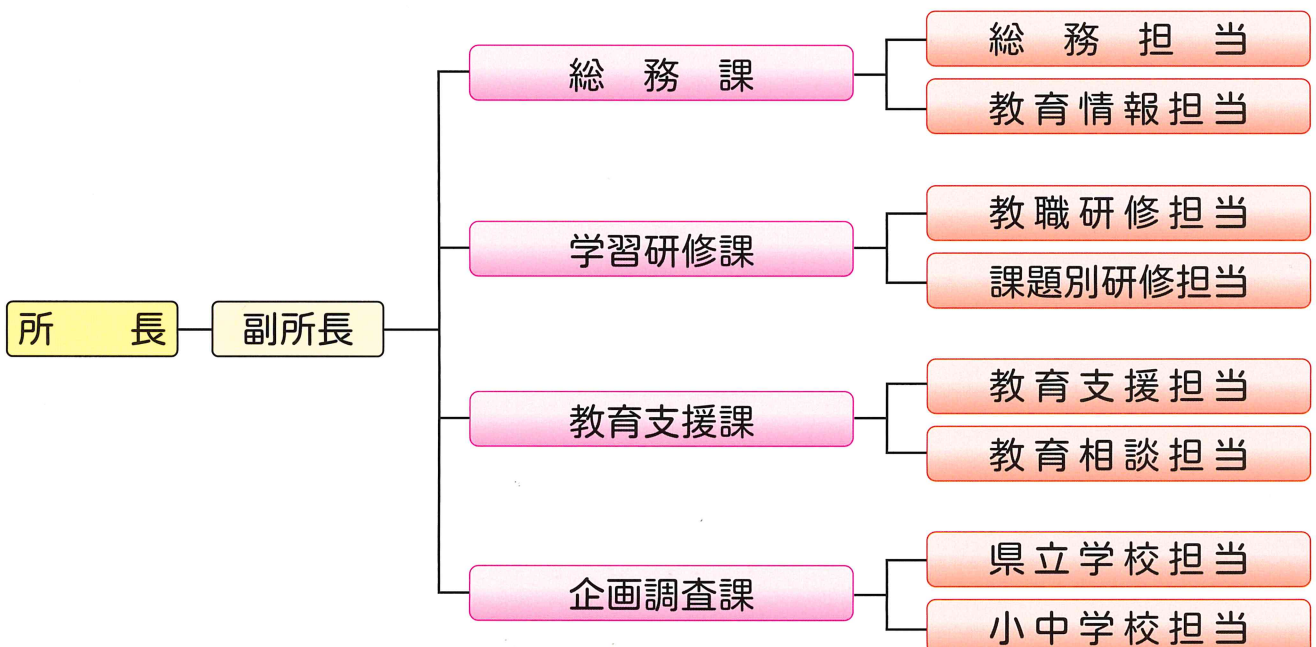 所　長
副所長
総務課
総務担当
教育情報担当
学習研修課
教職研修担当
課題別研修担当
教育支援課
教育支援担当
教育相談担当
企画調査課
県立学校担当
小中学校担当